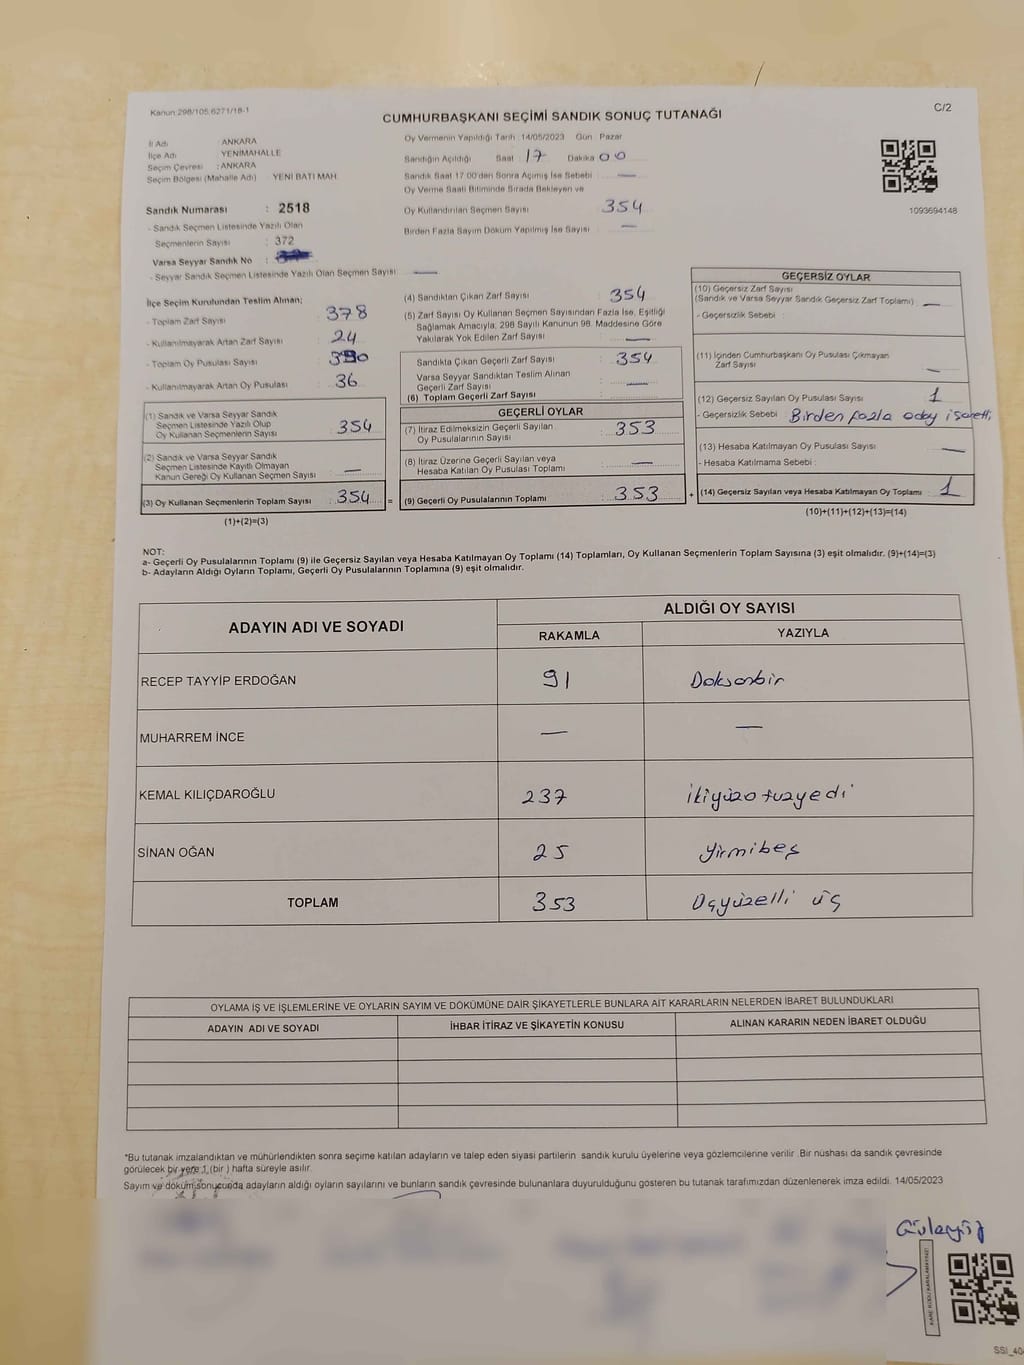 Kanun:298/105,6271/18-1
C/2
CUMHURBAŞKANI SEÇİMİ SANDIK SONUÇ TUTANAĞI
İl Adı ANKARA
İlçe Adı YENİMAHALLE
Seçim Çevresi : ANKARA
Seçim Bölgesi (Mahalle Adı) YENİ BATI MAH.
Sandık Numarası : 2518
- Sandık Seçmen Listesinde Yazılı Olan
Seçmenlerin Sayısı : 372
Varsa Seyyar Sandık No :
- Seyyar Sandık Seçmen Listesinde Yazılı Olan Seçmen Sayısı —
Oy Vermenin Yapıldığı Tarih :14/05/2023 Gün : Pazar
Sandığın Açıldığı Saat : 17 Dakika 00
Sandık Saat 17.00'den Sonra Açımış İse Sebebi —
Oy Verme Saati Bitiminde Sırada Bekleyen ve
Oy Kullandırılan Seçmen Sayısı 354
Birden Fazla Sayım Döküm Yapılmış İse Sayısı —
1093694148
İlçe Seçim Kurulundan Teslim Alınan;
- Toplam Zarf Sayısı : 378
- Kullanılmayarak Artan Zarf Sayısı : 24
- Toplam Oy Pusulası Sayısı : 390
- Kullanılmayarak Artan Oy Pusulası : 36
(1) Sandık ve Varsa Seyyar Sandık
Seçmen Listesinde Yazılı Olup
Oy Kullanan Seçmenlerin Sayısı : 354
(2) Sandık ve Varsa Seyyar Sandık
Seçmen Listesinde Kayıtlı Olmayan
Kanun Gereği Oy Kullanan Seçmen Sayısı : —
(3) Oy Kullanan Seçmenlerin Toplam Sayısı : 354 =
(1)+(2)=(3)
(4) Sandıktan Çıkan Zarf Sayısı : 354
(5) Zarf Sayısı Oy Kullanan Seçmen Sayısından Fazla İse, Eşitliği
Sağlamak Amacıyla, 298 Sayılı Kanunun 98. Maddesine Göre
Yakılarak Yok Edilen Zarf Sayısı : —
Sandıkta Çıkan Geçerli Zarf Sayısı : 354
Varsa Seyyar Sandıktan Teslim Alınan
Geçerli Zarf Sayısı : —
(6) Toplam Geçerli Zarf Sayısı :
GEÇERLİ OYLAR
(7) İtiraz Edilmeksizin Geçerli Sayılan
Oy Pusulalarının Sayısı : 353
(8) İtiraz Üzerine Geçerli Sayılan veya
Hesaba Katılan Oy Pusulası Toplamı : —
(9) Geçerli Oy Pusulalarının Toplamı : 353 +
GEÇERSİZ OYLAR
(10) Geçersiz Zarf Sayısı
(Sandık ve Varsa Seyyar Sandık Geçersiz Zarf Toplamı) : —
- Geçersizlik Sebebi :
(11) İçinden Cumhurbaşkanı Oy Pusulası Çıkmayan
Zarf Sayısı : —
(12) Geçersiz Sayılan Oy Pusulası Sayısı : 1
- Geçersizlik Sebebi : Birden fazla aday işaretli
(13) Hesaba Katılmayan Oy Pusulası Sayısı : —
- Hesaba Katılmama Sebebi :
(14) Geçersiz Sayılan veya Hesaba Katılmayan Oy Toplamı : 1
(10)+(11)+(12)+(13)=(14)
NOT:
a- Geçerli Oy Pusulalarının Toplamı (9) ile Geçersiz Sayılan veya Hesaba Katılmayan Oy Toplamı (14) Toplamları, Oy Kullanan Seçmenlerin Toplam Sayısına (3) eşit olmalıdır. (9)+(14)=(3)
b- Adayların Aldığı Oyların Toplamı, Geçerli Oy Pusulalarının Toplamına (9) eşit olmalıdır.
ADAYIN ADI VE SOYADI ALDIĞI OY SAYISI
RAKAMLA YAZIYLA
RECEP TAYYİP ERDOĞAN 91 Doksanbir
MUHARREM İNCE — —
KEMAL KILIÇDAROĞLU 237 ikiyüzotuzyedi
SİNAN OĞAN 25 yirmibeş
TOPLAM 353 Üçyüzelli üç
OYLAMA İŞ VE İŞLEMLERİNE VE OYLARIN SAYIM VE DÖKÜMÜNE DAİR ŞİKAYETLERLE BUNLARA AİT KARARLARIN NELERDEN İBARET BULUNDUKLARI
ADAYIN ADI VE SOYADI İHBAR İTİRAZ VE ŞİKAYETİN KONUSU ALINAN KARARIN NEDEN İBARET OLDUĞU
*Bu tutanak imzalandıktan ve mühürlendikten sonra seçime katılan adayların ve talep eden siyasi partilerin sandık kurulu üyelerine veya gözlemcilerine verilir. Bir nüshası da sandık çevresinde
görülecek bir yere 1 (bir ) hafta süreyle asılır.
Sayım ve döküm sonucunda adayların aldığı oyların sayılarını ve bunların sandık çevresinde bulunanlara duyurulduğunu gösteren bu tutanak tarafımızdan düzenlenerek imza edildi. 14/05/2023
KARE KODU KARALAMAYINIZ!